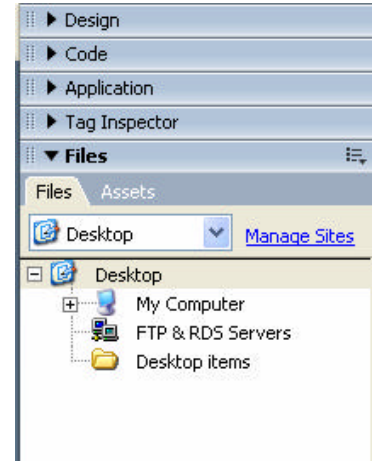 Design
Code
Application
Tag Inspector
Files
Files Assets
Desktop Manage Sites
Desktop
My Computer
FTP & RDS Servers
Desktop items